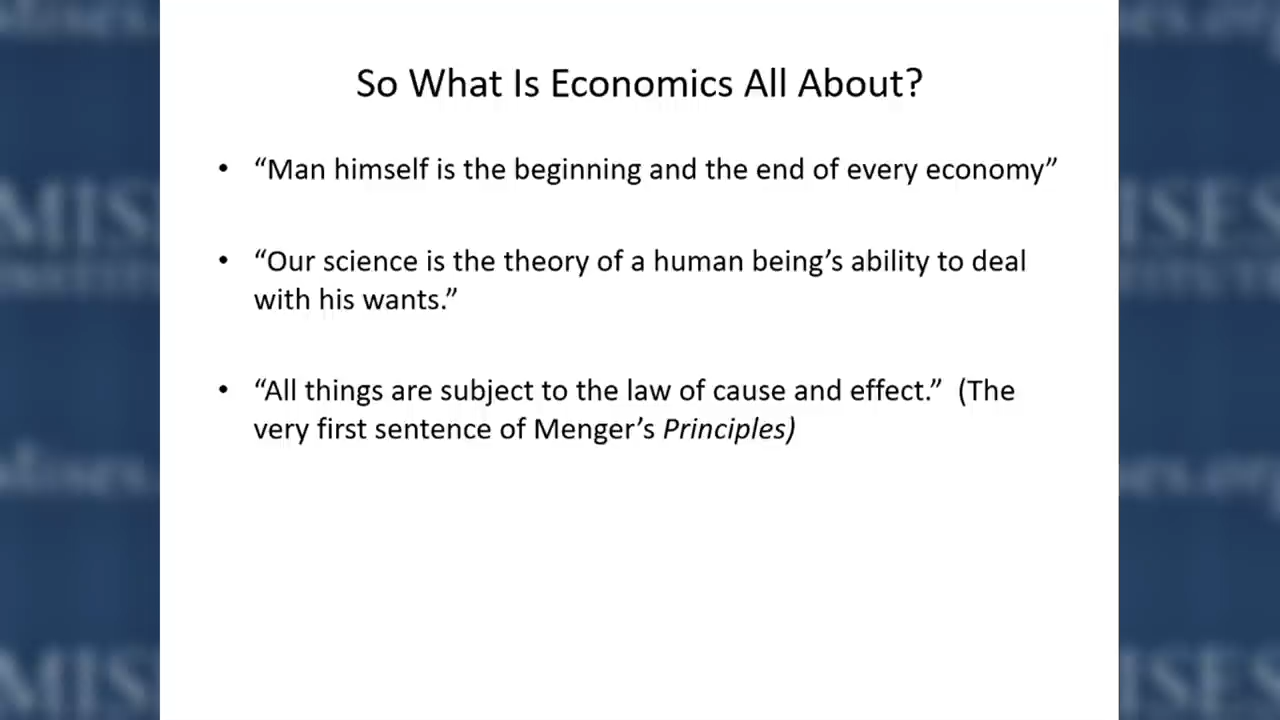 So What Is Economics All About?
• “Man himself is the beginning and the end of every economy”
• “Our science is the theory of a human being’s ability to deal
with his wants.”
• “All things are subject to the law of cause and effect.”  (The
very first sentence of Menger’s Principles)